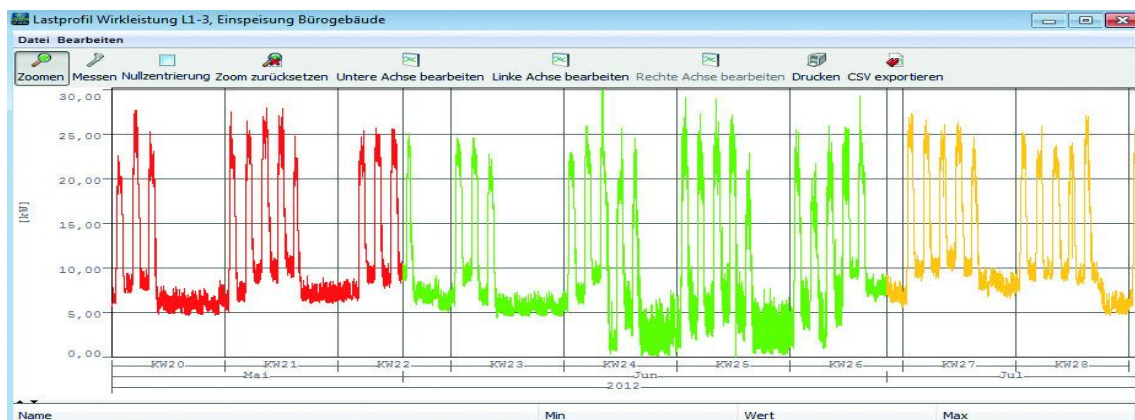 Lastprofil Wirkleistung L1-3, Einspeisung Bürogebäude
Datei Bearbeiten
Zoomen Messen Nullzentrierung Zoom zurücksetzen Untere Achse bearbeiten Linke Achse bearbeiten Rechte Achse bearbeiten Drucken CSV exportieren
30,00
25,00
20,00
15,00
10,00
5,00
0,00
[kW]
KW20 KW21 KW22 KW23 KW24 KW25 KW26 KW27 KW28
Mai Jun Jul
2012
Name Min Wert Max